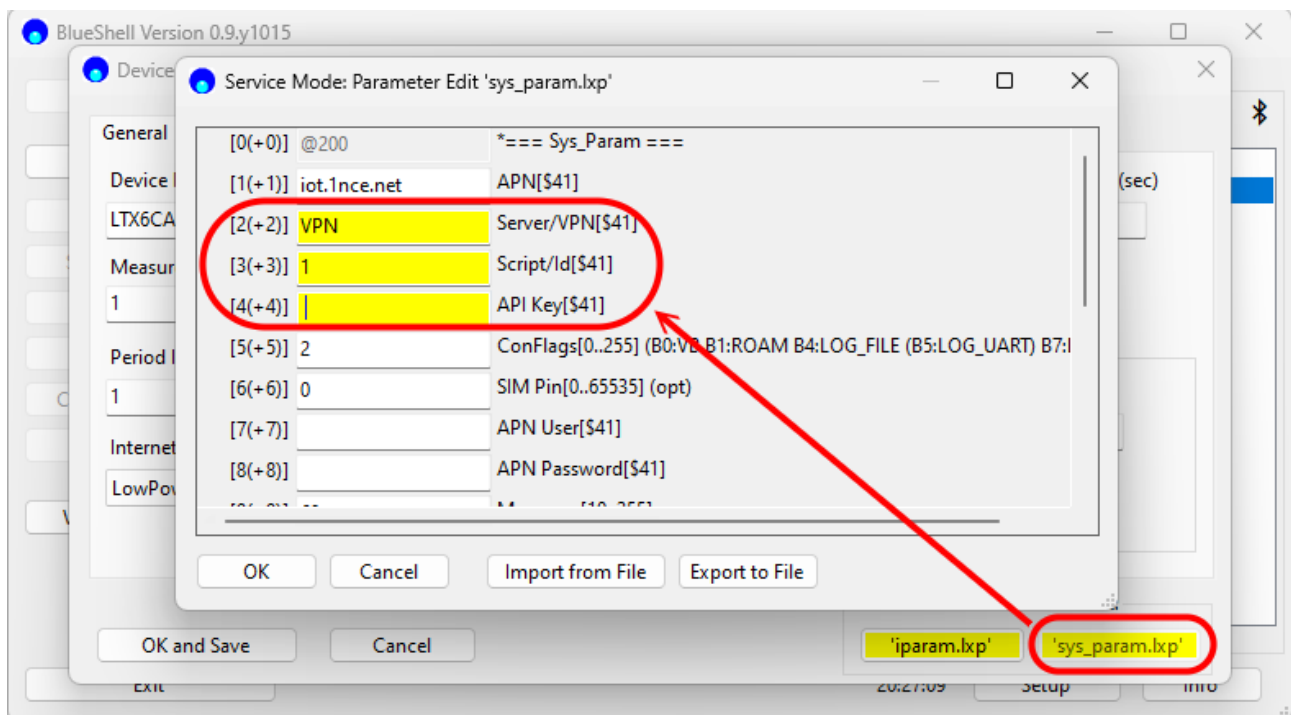 BlueShell Version 0.9.y1015
Device
Service Mode: Parameter Edit 'sys_param.lxp'
General
[0(+0)] @200 *=== Sys_Param ===
Device
(sec)
[1(+1)] iot.1nce.net APN[$41]
LTX6CA
[2(+2)] VPN Server/VPN[$41]
Measur
[3(+3)] 1 Script/Id[$41]
1
[4(+4)] API Key[$41]
Period
[5(+5)] 2 ConFlags[0..255] (B0:VB B1:ROAM B4:LOG_FILE (B5:LOG_UART) B7:
1
[6(+6)] 0 SIM Pin[0..65535] (opt)
[7(+7)] APN User[$41]
Internet
[8(+8)] APN Password[$41]
LowPow
OK Cancel Import from File Export to File
OK and Save Cancel 'iparam.lxp' 'sys_param.lxp'
Exit 20:27:09 Setup Info